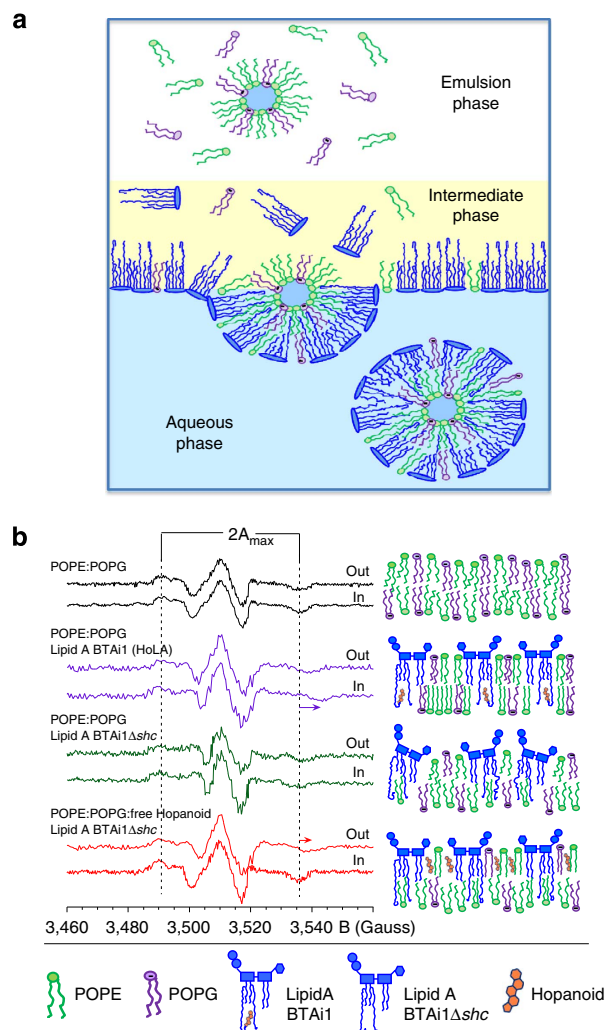 a
Emulsion
phase
Intermediate
phase
Aqueous
phase
b
2Amax
POPE:POPG
Out
In
POPE:POPG
Lipid A BTAi1 (HoLA)
Out
In
POPE:POPG
Lipid A BTAi1Δshc
Out
In
POPE:POPG:free Hopanoid
Lipid A BTAi1Δshc
Out
In
3,460 3,480 3,500 3,520 3,540 B (Gauss)
POPE
POPG
LipidA
BTAi1
Lipid A
BTAi1Δshc
Hopanoid